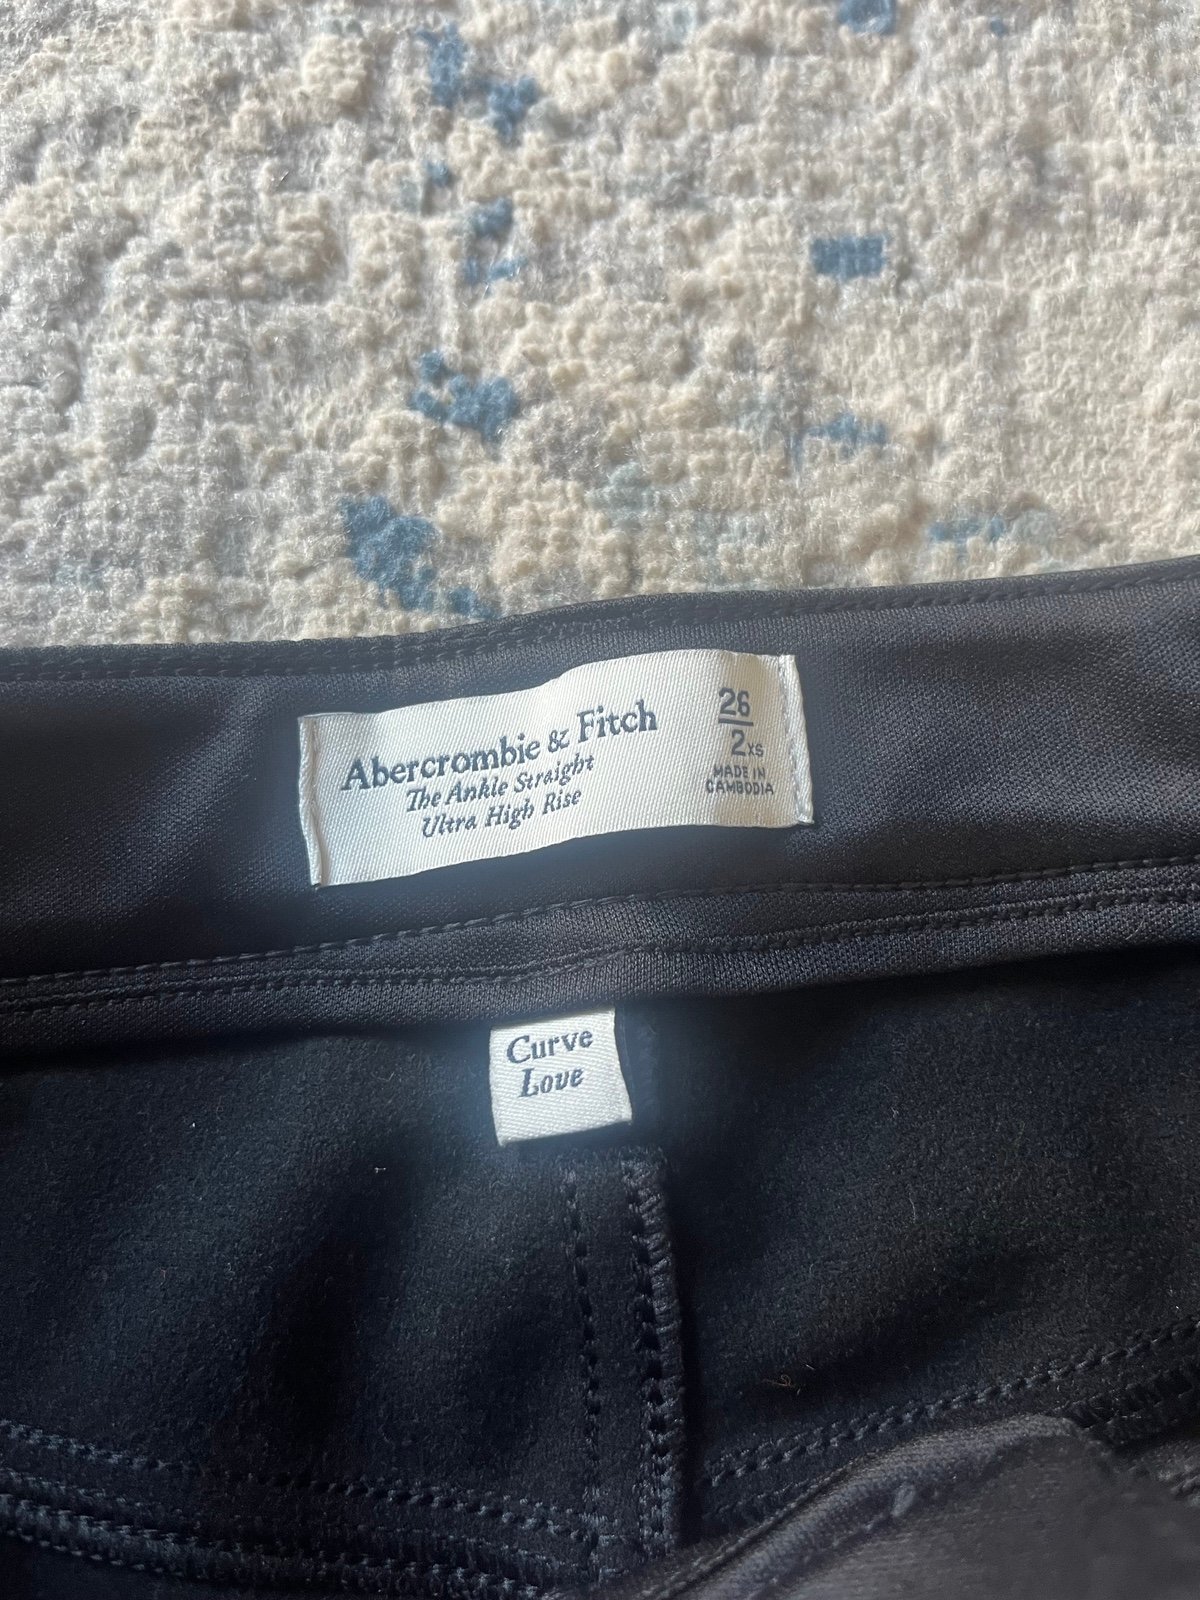 Abercrombie & Fitch
The Ankle Straight
Ultra High Rise
26
2XS
MADE IN
CAMBODIA
Curve
Love